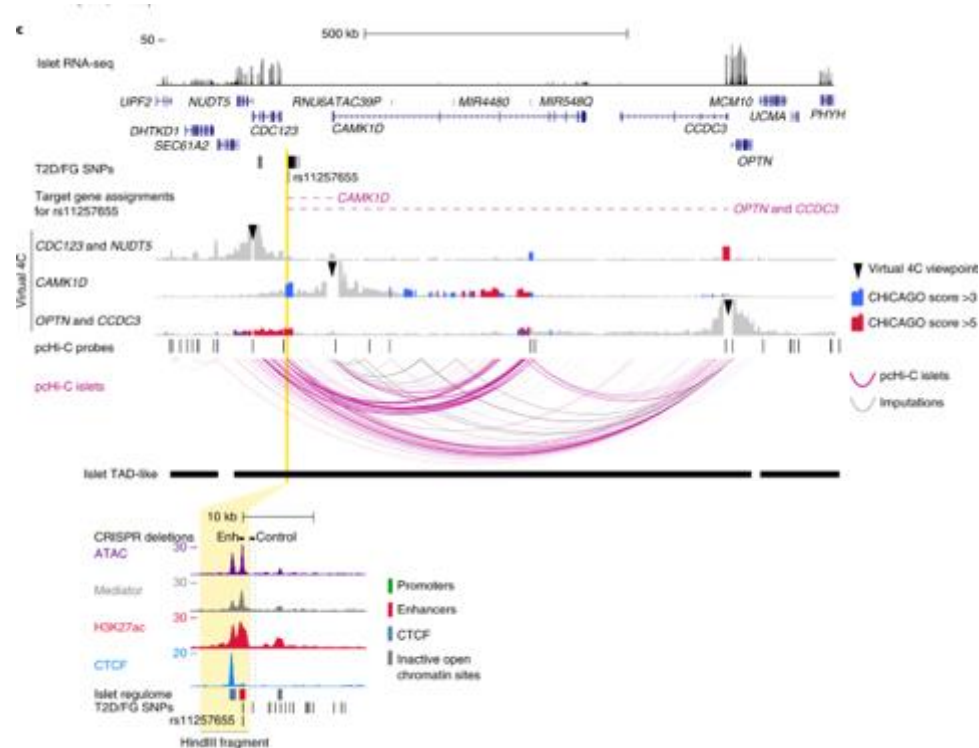 c
50
500 kb
Islet RNA-seq
UPF2 NUDT5 RNU6ATAC39P MIR4480 MIR548Q MCM10 PHYH
DHTKD1 CDC123 CAMK1D CCDC3 UCMA
SEC61A2 OPTN
T2D/FG SNPs
rs11257655
Target gene assignments
for rs11257655
CAMK1D
OPTN and CCDC3
Virtual 4C
CDC123 and NUDT5
CAMK1D
OPTN and CCDC3
Virtual 4C viewpoint
CHiCAGO score >3
CHiCAGO score >5
pcHi-C probes
pcHi-C islets
pcHi-C islets
Imputations
Islet TAD-like
10 kb
CRISPR deletions Enh Control
ATAC 30
Mediator 30
H3K27ac 30
CTCF 20
Promoters
Enhancers
CTCF
Inactive open
chromatin sites
Islet regulome
T2D/FG SNPs
rs11257655
HindIII fragment